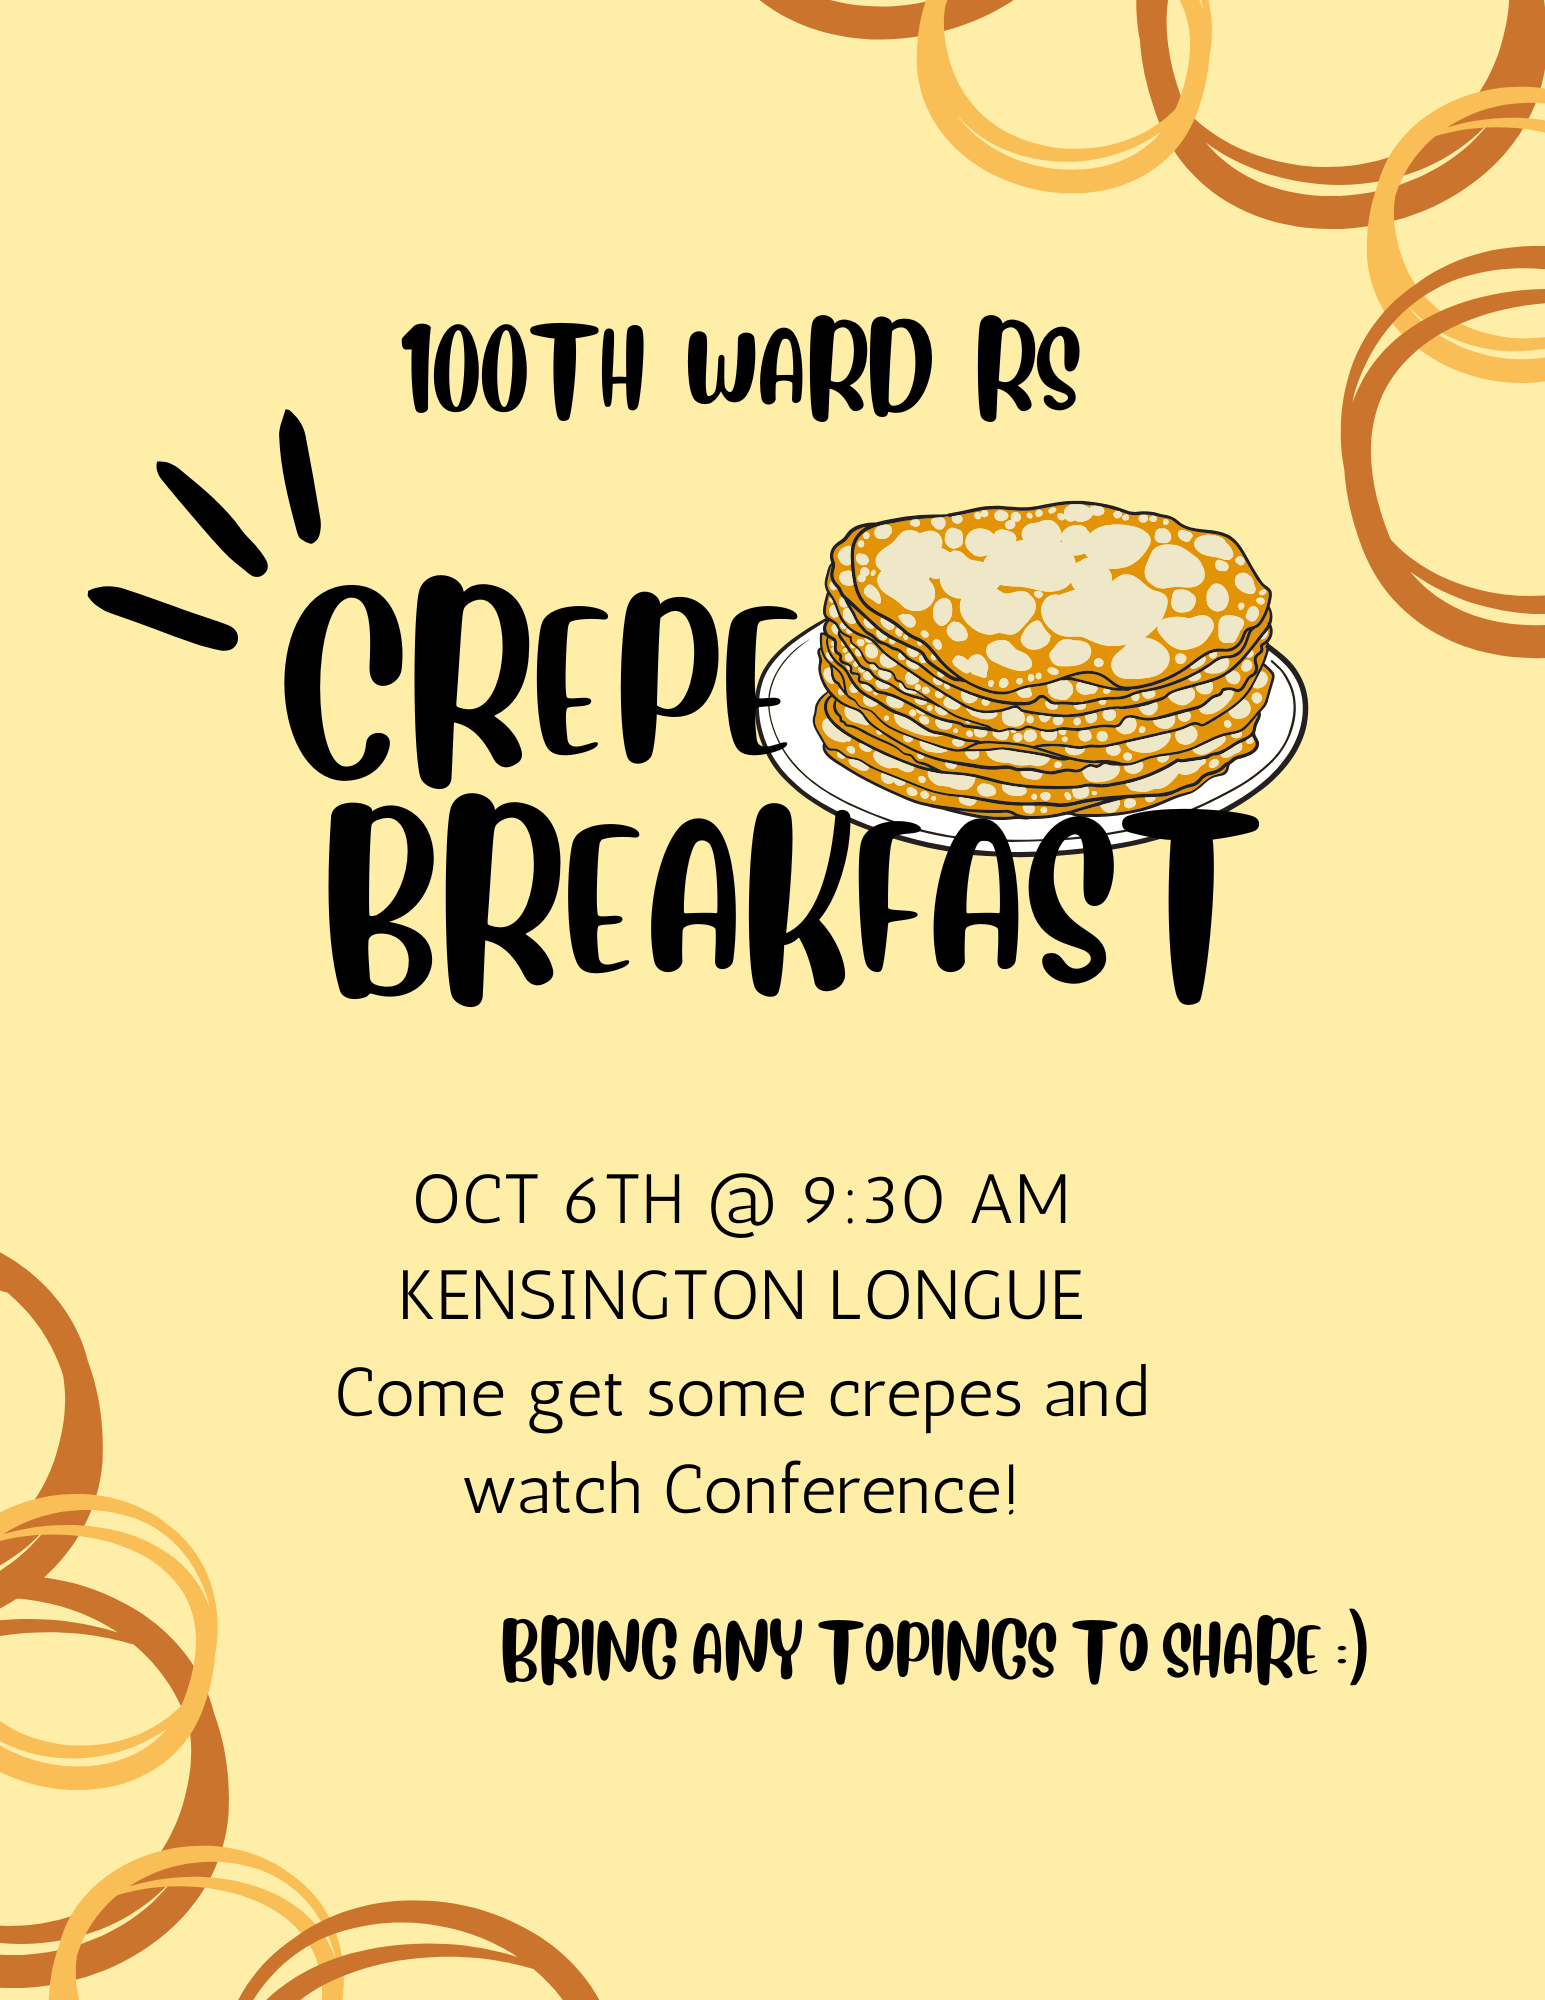 100TH WARD RS
CREPE
BREAKFAST
OCT 6TH @ 9:30 AM
KENSINGTON LONGUE
Come get some crepes and
watch Conference!
BRING ANY TOPINGS TO SHARE :)